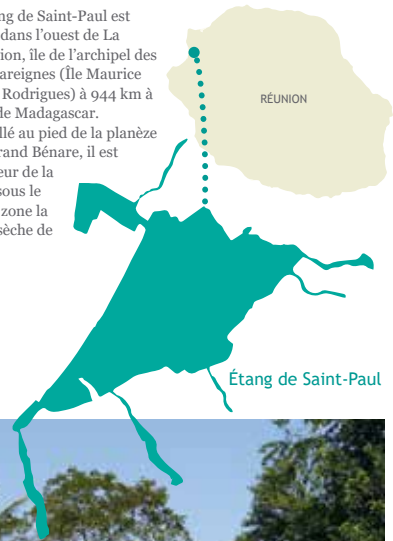 ng de Saint-Paul est
dans l’ouest de La
ion, île de l’archipel des
areignes (Île Maurice
Rodrigues) à 944 km à
de Madagascar.
llé au pied de la planèze
rand Bénare, il est
eur de la
sous le
zone la
sèche de
RÉUNION
Étang de Saint-Paul